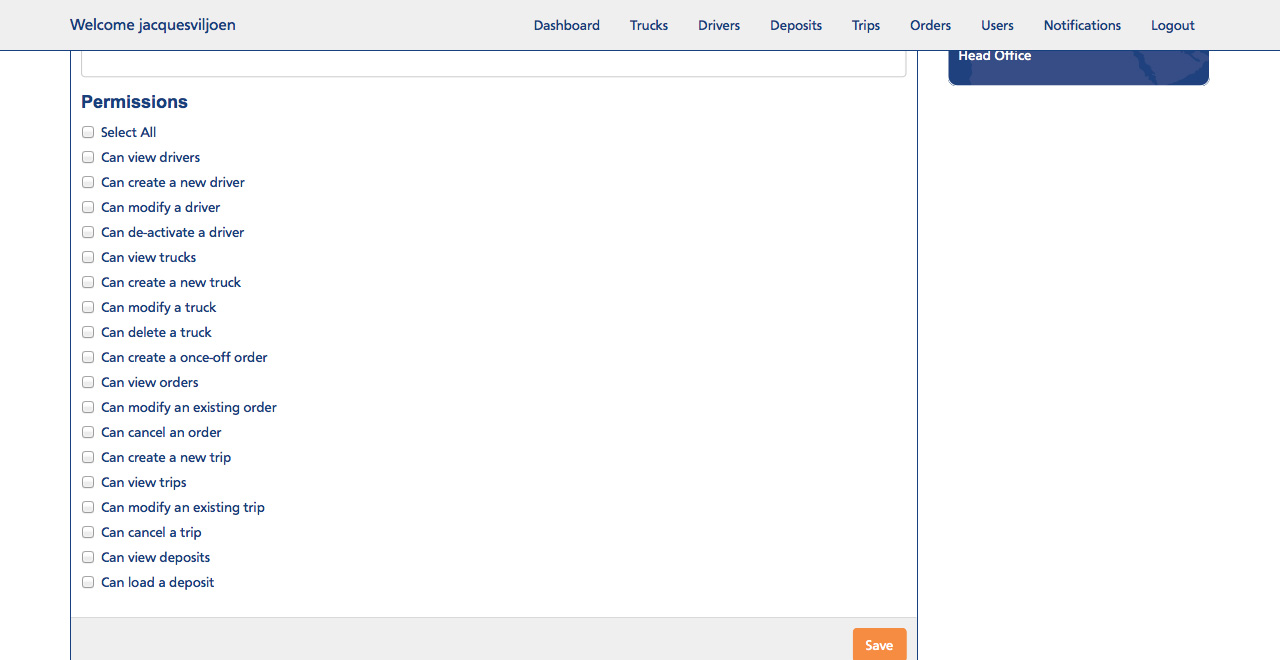 Welcome jacquesviljoen Dashboard Trucks Drivers Deposits Trips Orders Users Notifications Logout
Head Office
Permissions
Select All
Can view drivers
Can create a new driver
Can modify a driver
Can de-activate a driver
Can view trucks
Can create a new truck
Can modify a truck
Can delete a truck
Can create a once-off order
Can view orders
Can modify an existing order
Can cancel an order
Can create a new trip
Can view trips
Can modify an existing trip
Can cancel a trip
Can view deposits
Can load a deposit
Save